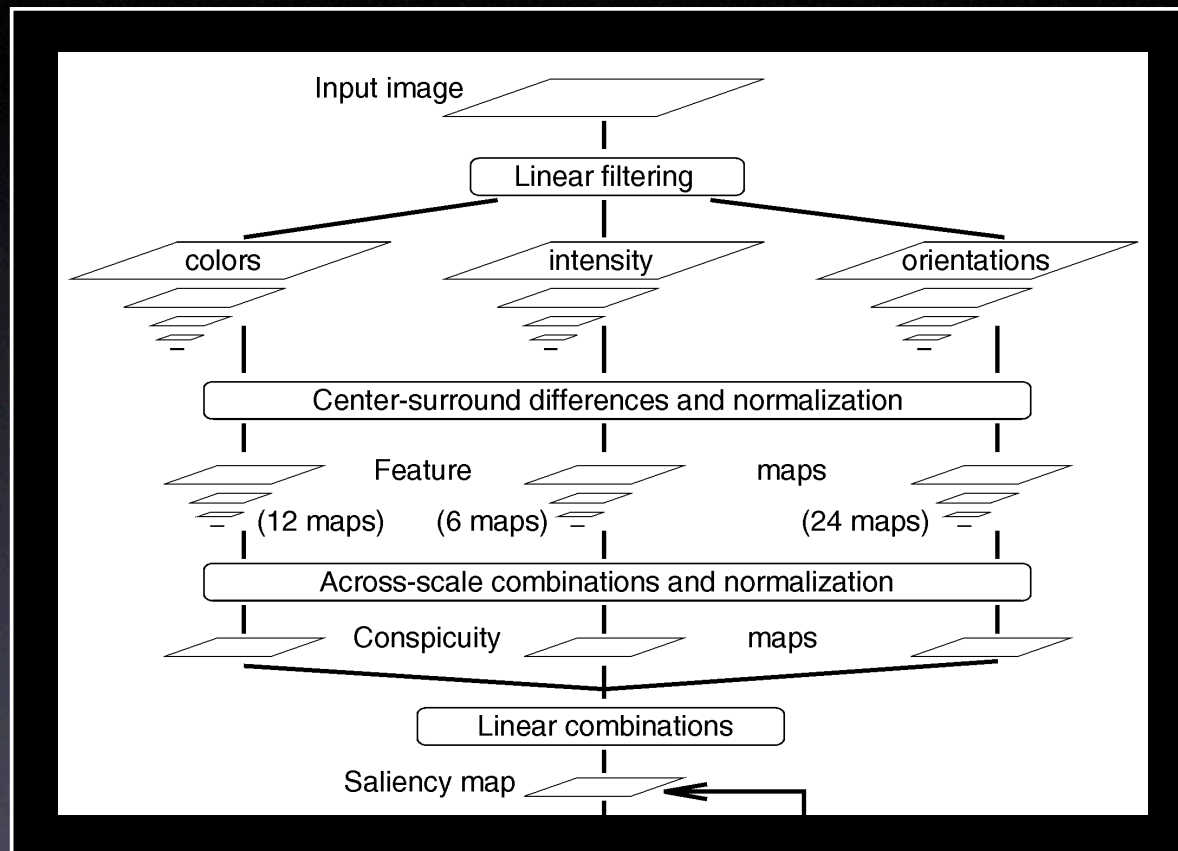 Input image
Linear filtering
colors intensity orientations
Center-surround differences and normalization
Feature maps
(12 maps) (6 maps) (24 maps)
Across-scale combinations and normalization
Conspicuity maps
Linear combinations
Saliency map